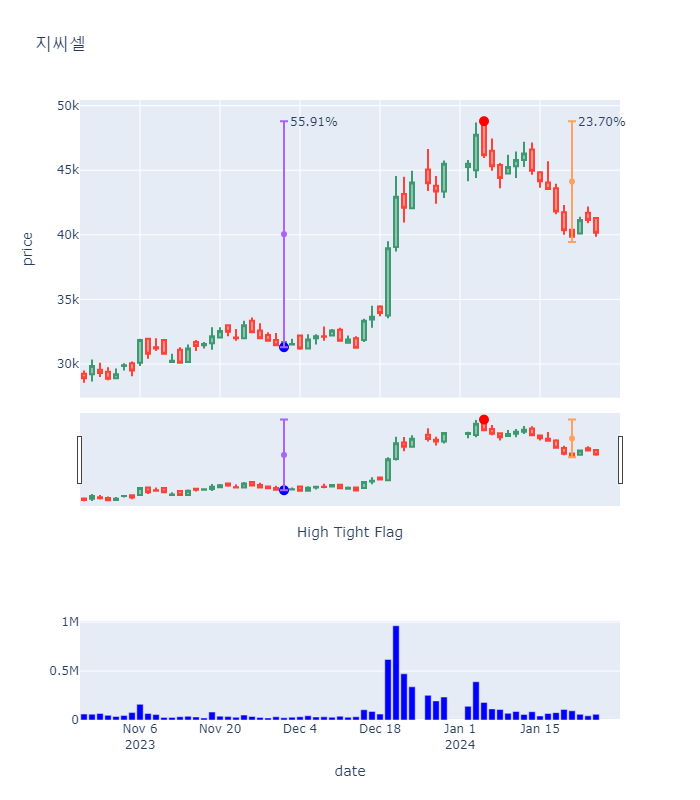 지씨셀
50k
45k
40k
35k
30k
price
55.91%
23.70%
High Tight Flag
1M
0.5M
0
Nov 6
2023
Nov 20
Dec 4
Dec 18
Jan 1
2024
Jan 15
date